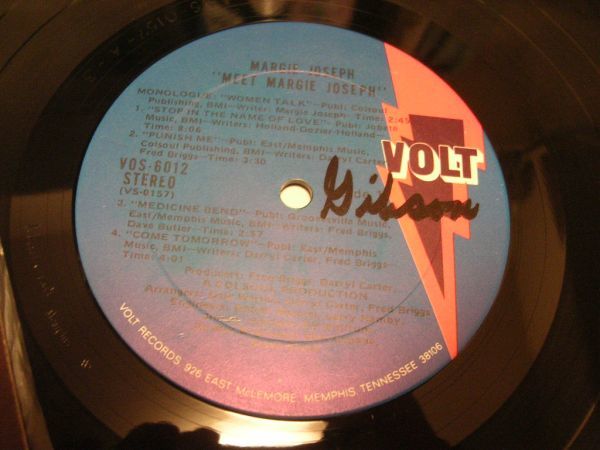 MARGIE JOSEPH
"MEET MARGIE JOSEPH"
MONOLOGUE: "WOMEN TALK"—Publ: Colsoul
Publishing, BMI—Writer: Margie Joseph— Time: 2:45
1. "STOP IN THE NAME OF LOVE"— Publ: Jobete
Music, BMI—Writers: Holland-Dozier-Holland—
Time: 8:06
2. "PUNISH ME"— Publ: East/Memphis Music,
Colsoul Publishing, BMI—Writers: Darryl Carter,
Fred Briggs—Time: 3:30
VOS-6012
STEREO
(VS-0157)
VOLT
Gibson
3. "MEDICINE BEND"—Publ: Groovesville Music,
East/Memphis Music, BMI—Writers: Fred Briggs,
Dave Butler—Time: 2:57
4. "COME TOMORROW"—Publ: East/Memphis
Music, BMI—Writers: Darryl Carter, Fred Briggs—
Time: 4:01
Producers: Fred Briggs, Darryl Carter,
A COLSOUL PRODUCTION
VOLT RECORDS 926 EAST McLEMORE, MEMPHIS TENNESSEE 38106